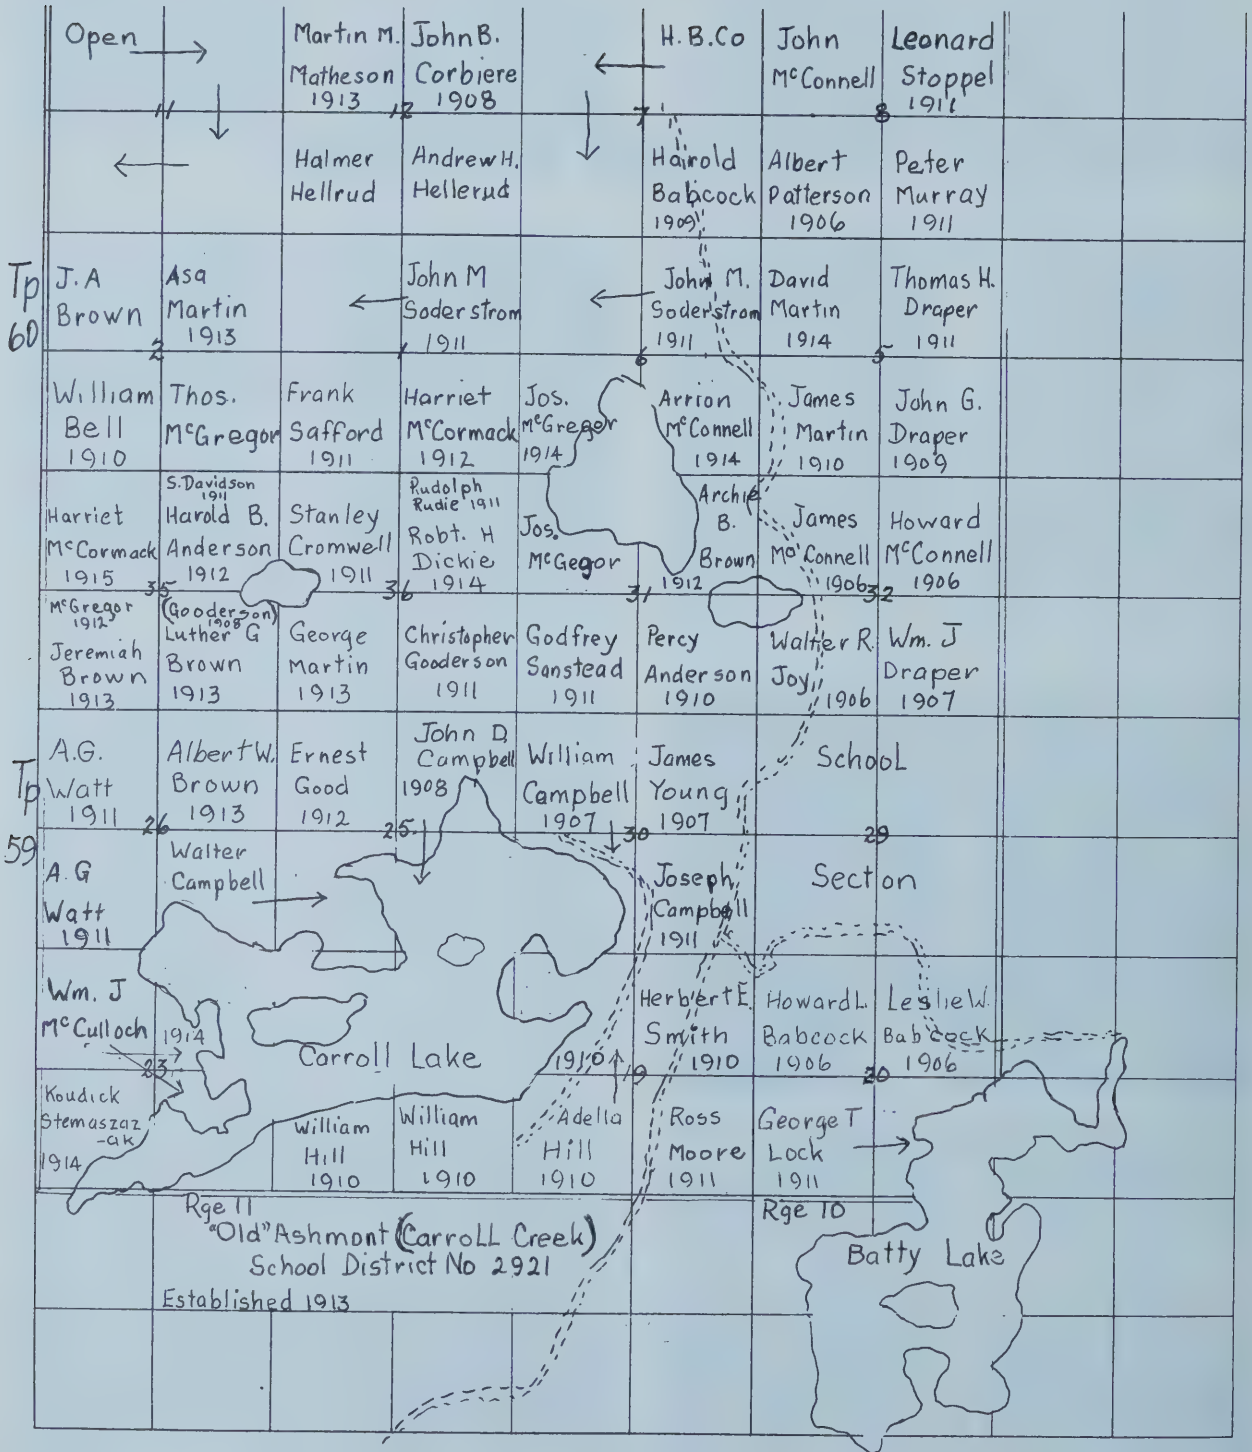 Open
Martin M.
Matheson
1913
John B.
Corbiere
1908
H.B.Co
John
McConnell
Leonard
Stoppel
1911
11
12
7
8
Halmer
Hellrud
Andrew H.
Hellerud
Hairold
Babcock
1909
Albert
Patterson
1906
Peter
Murray
1911
Tp
60
J.A
Brown
Asa
Martin
1913
John M
Soderstrom
1911
John M.
Soderstrom
1911
David
Martin
1914
Thomas H.
Draper
1911
2
1
6
5
William
Bell
1910
Thos.
McGregor
Frank
Safford
1911
Harriet
McCormack
1912
Jos.
McGregor
1914
Arrion
McConnell
1914
James
Martin
1910
John G.
Draper
1909
Harriet
McCormack
1915
S. Davidson
1911
Harold B.
Anderson
1912
Stanley
Cromwell
1911
Rudolph
Rudie 1911
Robt. H
Dickie
1914
Jos.
McGegor
Archie
B.
Brown
1912
James
McConnell
1906
Howard
McConnell
1906
35
36
31
32
McGregor
1912
Jeremiah
Brown
1913
(Gooderson)
1908
Luther G
Brown
1913
George
Martin
1913
Christopher
Gooderson
1911
Godfrey
Sanstead
1911
Percy
Anderson
1910
Walter R.
Joy
1906
Wm. J
Draper
1907
Tp
59
A.G.
Watt
1911
Albert W.
Brown
1913
Ernest
Good
1912
John D
Campbell
1908
William
Campbell
1907
James
Young
1907
School
26
25
30
29
A.G
Watt
1911
Walter
Campbell
Joseph
Campbell
1911
Section
Wm. J
McCulloch
1914
Carroll Lake
1910
Herbert E.
Smith
1910
Howard L.
Babcock
1906
Leslie W.
Babcock
1906
23
19
20
Koudick
Stemaszaz
-ak
1914
William
Hill
1910
William
Hill
1910
Adella
Hill
1910
Ross
Moore
1911
George T
Lock
1911
Rge 11
Rge 10
"Old" Ashmont (Carroll Creek)
School District No 2921
Established 1913
Batty Lake